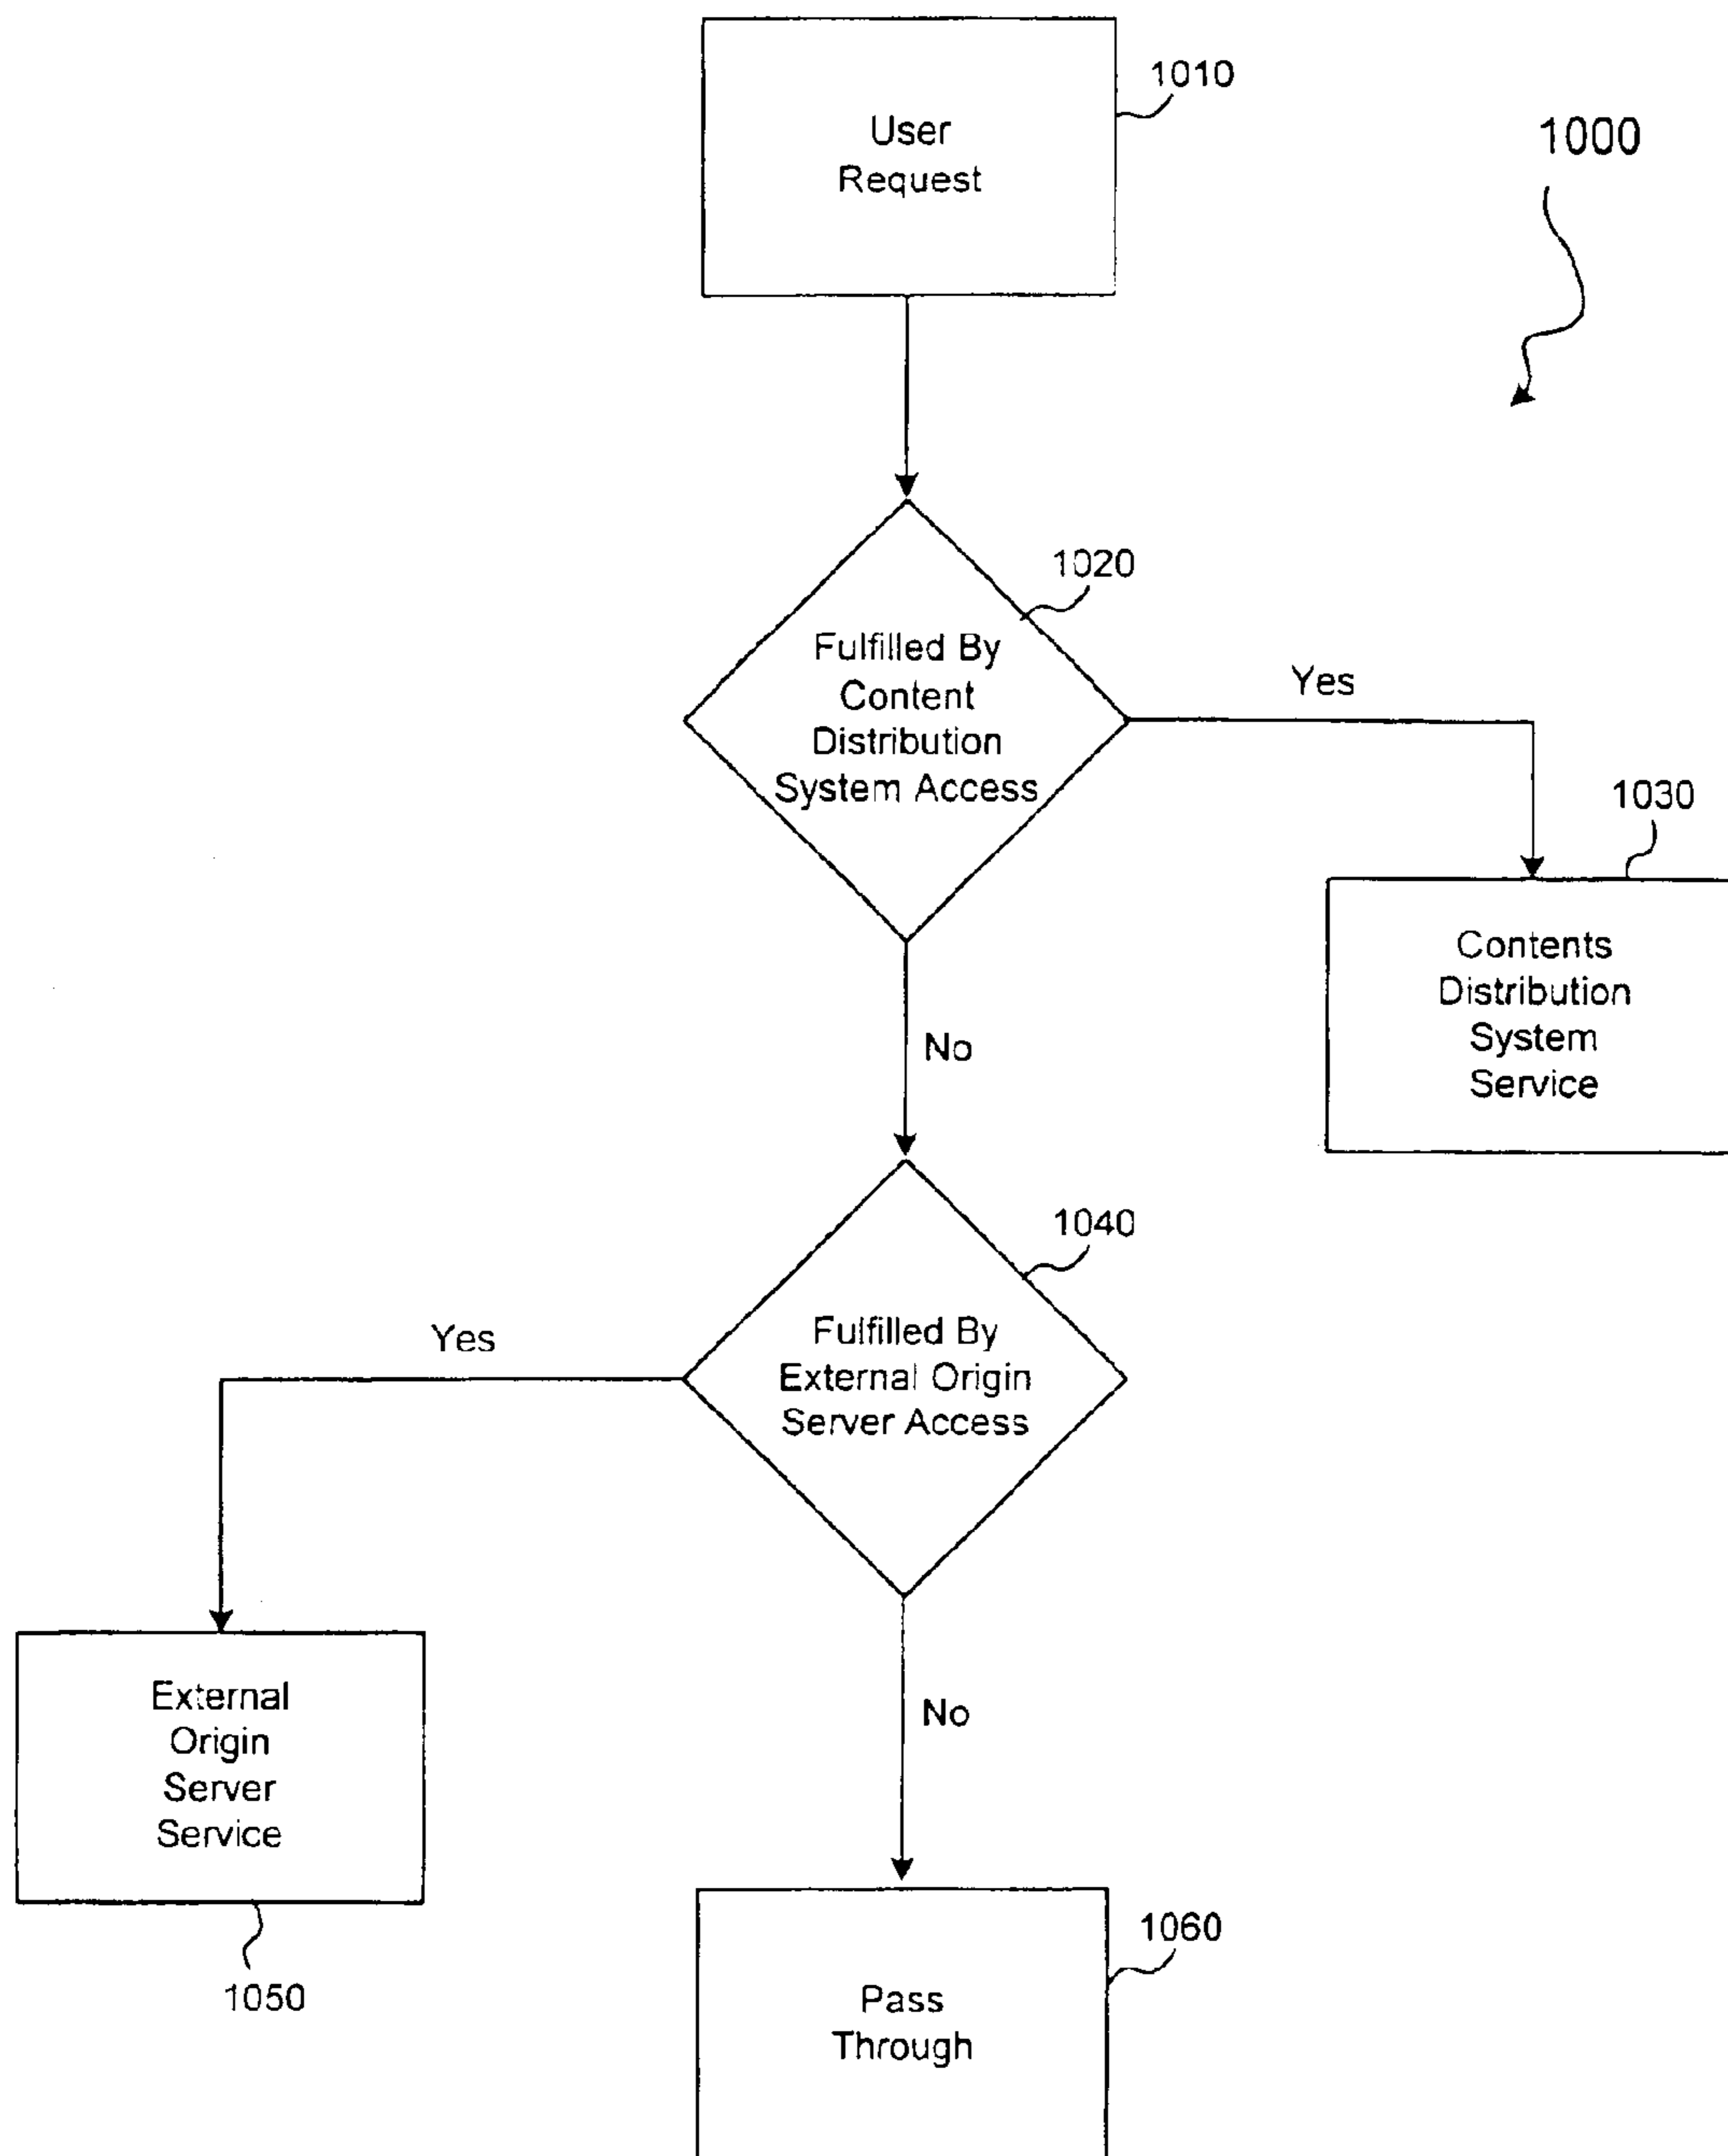 1010
User
Request
1000
1020
Fulfilled By
Content
Distribution
System Access
Yes
1030
Contents
Distribution
System
Service
No
1040
Fulfilled By
External Origin
Server Access
Yes
External
Origin
Server
Service
1050
No
1060
Pass
Through